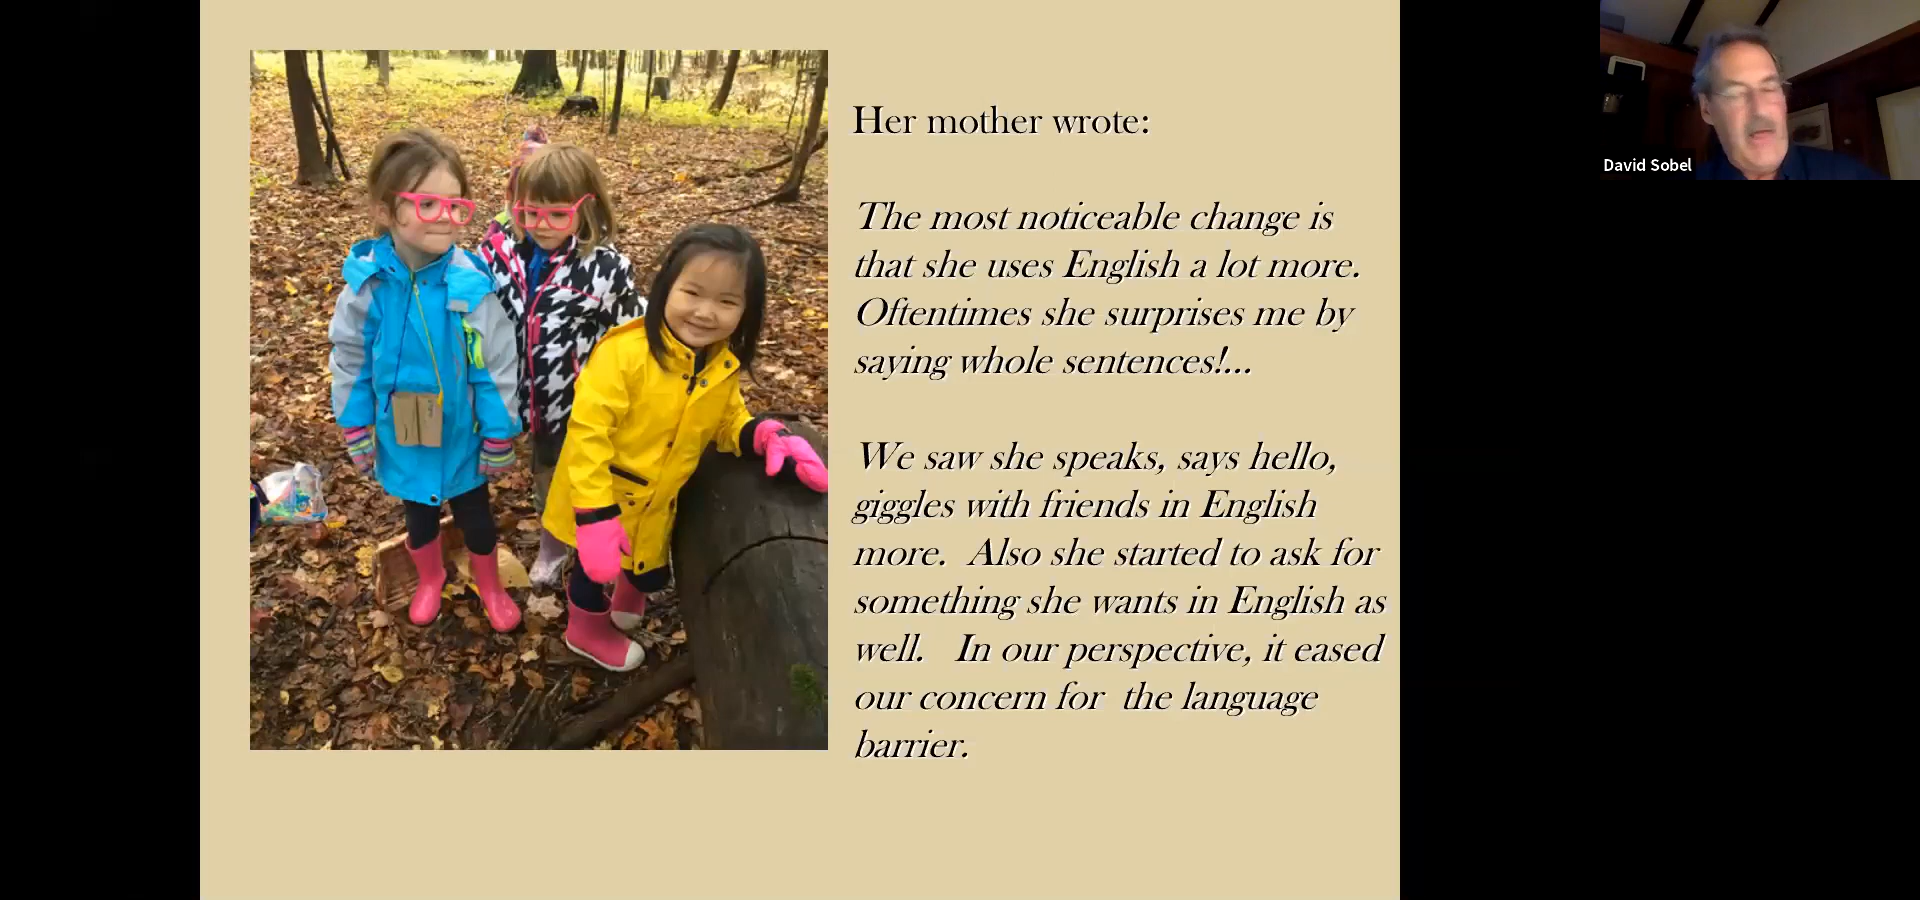 Her mother wrote:
The most noticeable change is
that she uses English a lot more.
Oftentimes she surprises me by
saying whole sentences!...
We saw she speaks, says hello,
giggles with friends in English
more.  Also she started to ask for
something she wants in English as
well.   In our perspective, it eased
our concern for  the language
barrier.
David Sobel